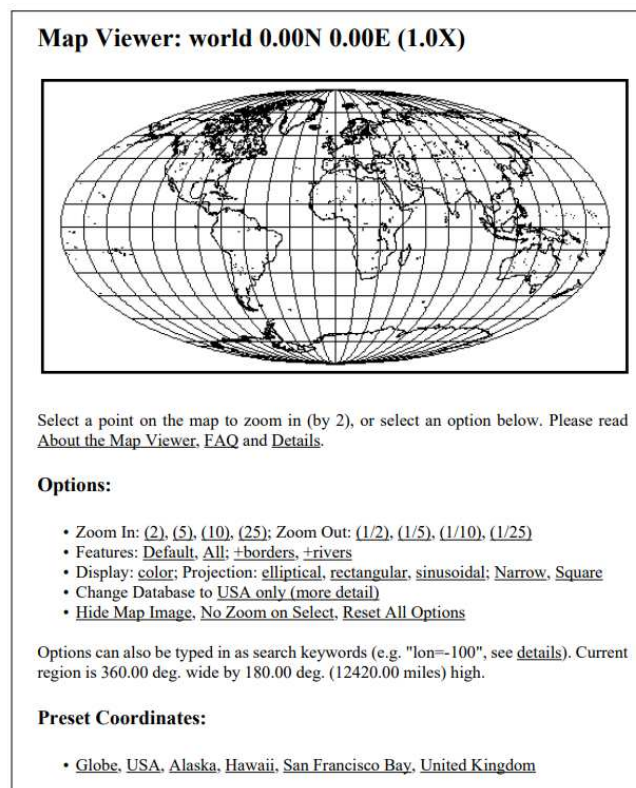 Map Viewer: world 0.00N 0.00E (1.0X)
Select a point on the map to zoom in (by 2), or select an option below. Please read
About the Map Viewer, FAQ and Details.
Options:
• Zoom In: (2), (5), (10), (25); Zoom Out: (1/2), (1/5), (1/10), (1/25)
• Features: Default, All; +borders, +rivers
• Display: color; Projection: elliptical, rectangular, sinusoidal; Narrow, Square
• Change Database to USA only (more detail)
• Hide Map Image, No Zoom on Select, Reset All Options
Options can also be typed in as search keywords (e.g. "lon=-100", see details). Current
region is 360.00 deg. wide by 180.00 deg. (12420.00 miles) high.
Preset Coordinates:
• Globe, USA, Alaska, Hawaii, San Francisco Bay, United Kingdom